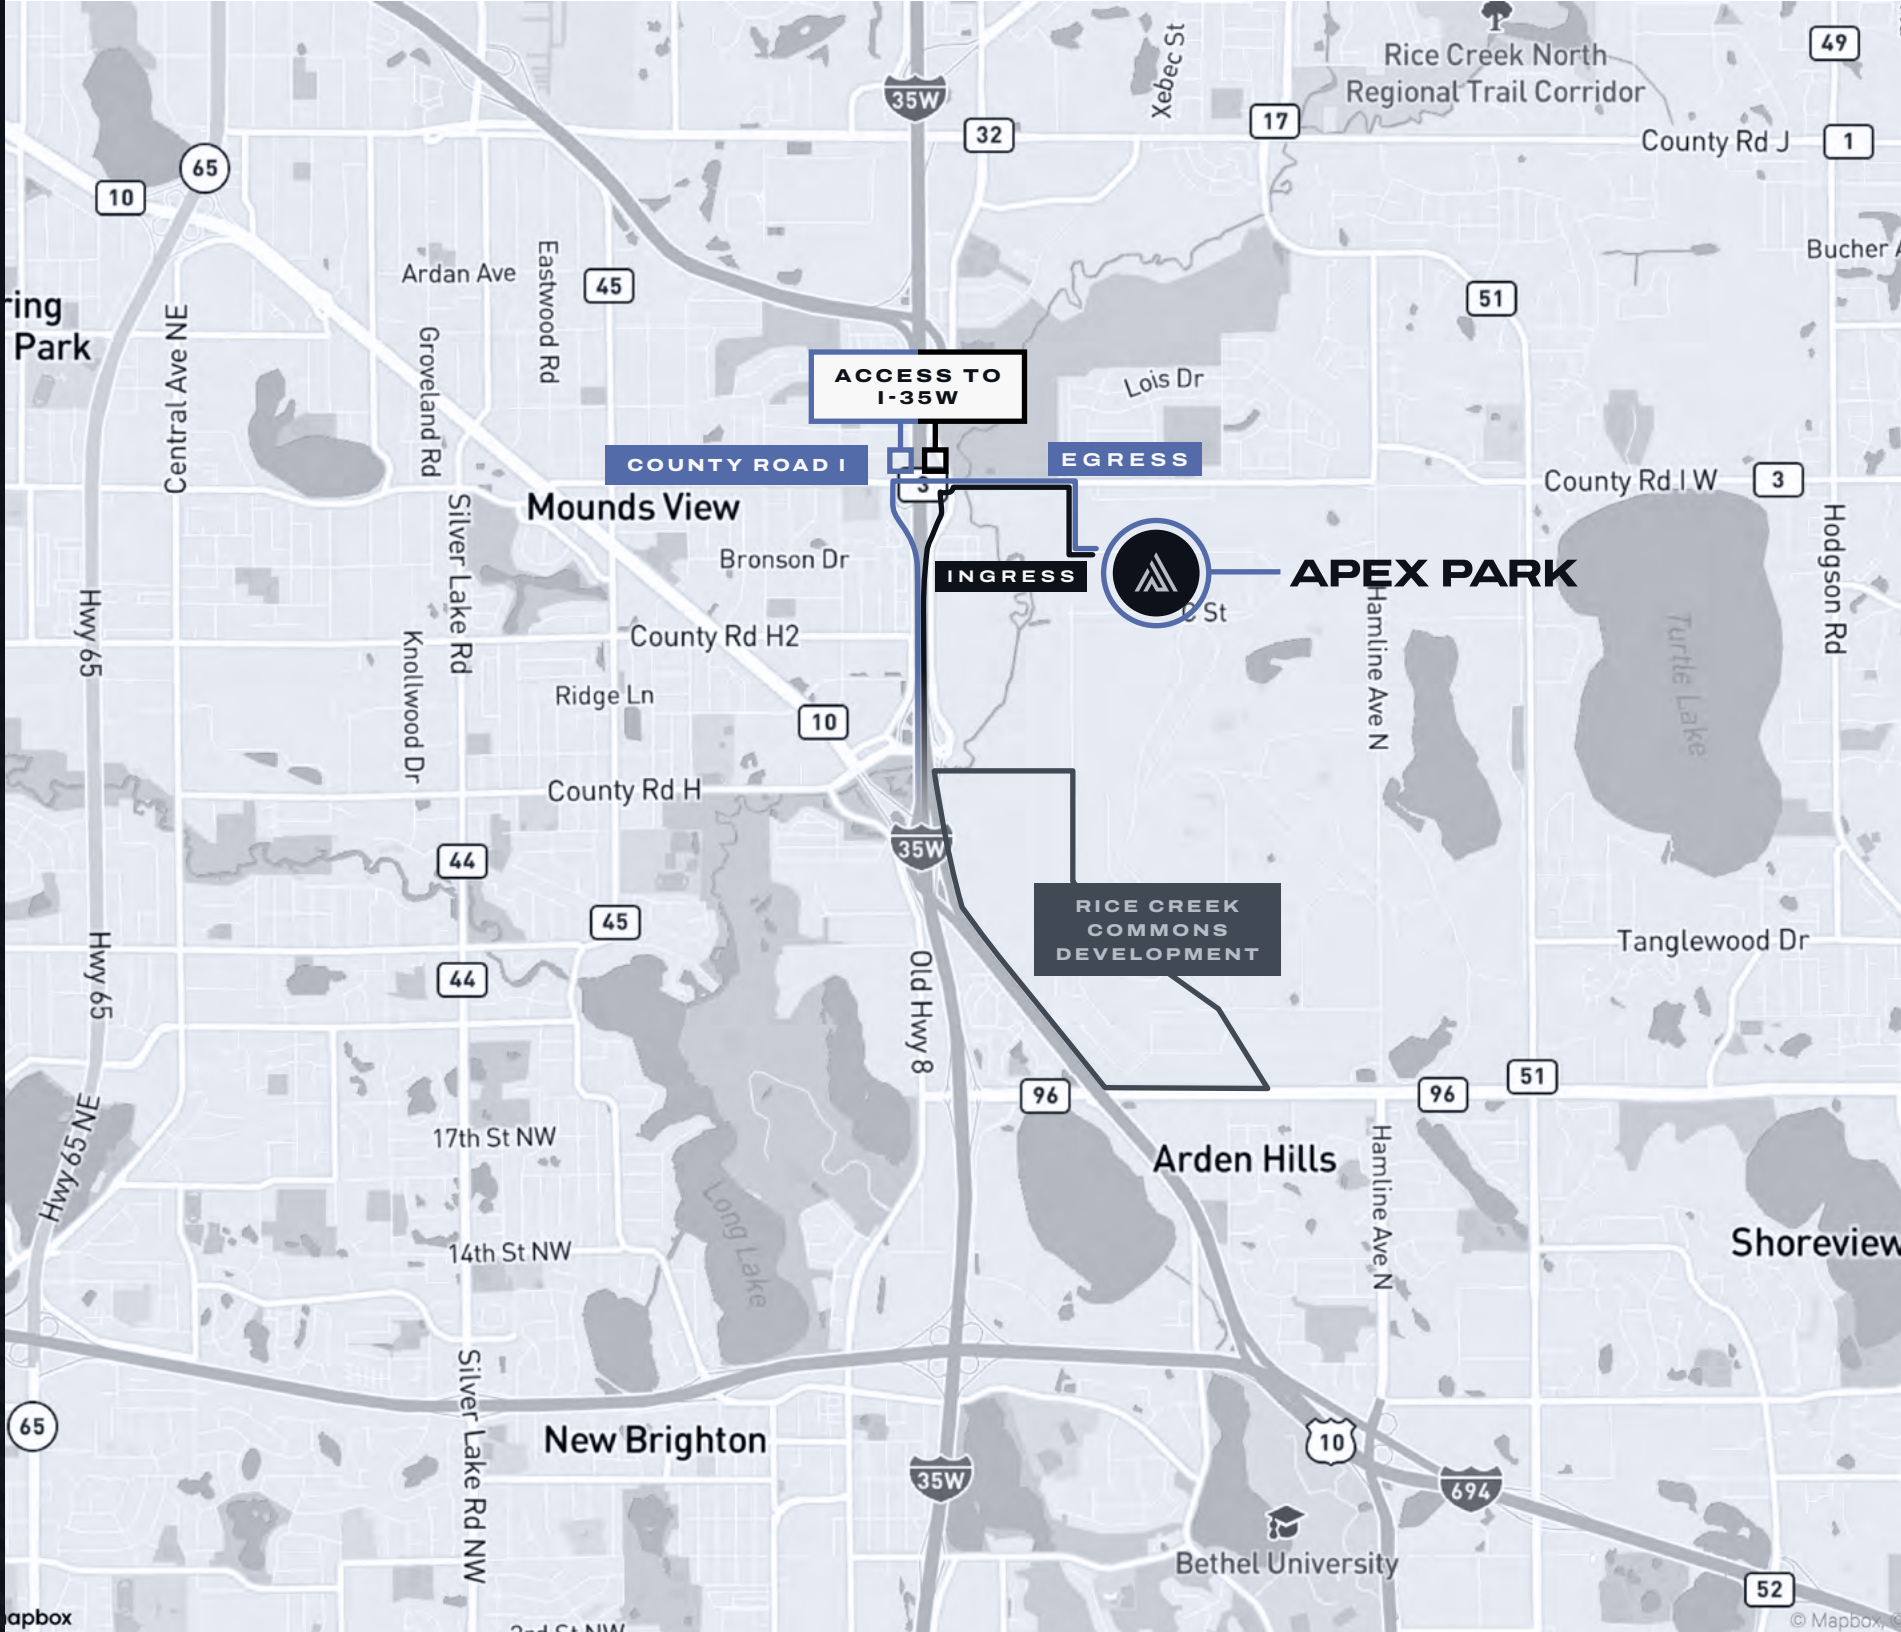 Rice Creek North
Regional Trail Corridor
49
35W
Xebec St
32
17
County Rd J
1
65
10
Ardan Ave
Eastwood Rd
45
51
Bucher A
ring
Park
Central Ave NE
Groveland Rd
ACCESS TO
I-35W
Lois Dr
COUNTY ROAD I
EGRESS
3
County Rd I W
3
Mounds View
Silver Lake Rd
Bronson Dr
INGRESS
APEX PARK
C St
Hodgson Rd
Hwy 65
County Rd H2
Knollwood Dr
Ridge Ln
10
Hamline Ave N
Turtle Lake
County Rd H
35W
44
45
RICE CREEK
COMMONS
DEVELOPMENT
Tanglewood Dr
Hwy 65
44
Old Hwy 8
96
96
51
Hwy 65 NE
17th St NW
Arden Hills
Hamline Ave N
Long Lake
14th St NW
Shoreview
65
Silver Lake Rd NW
New Brighton
35W
10
694
Bethel University
52
apbox
2rd St NW
© Mapbox,